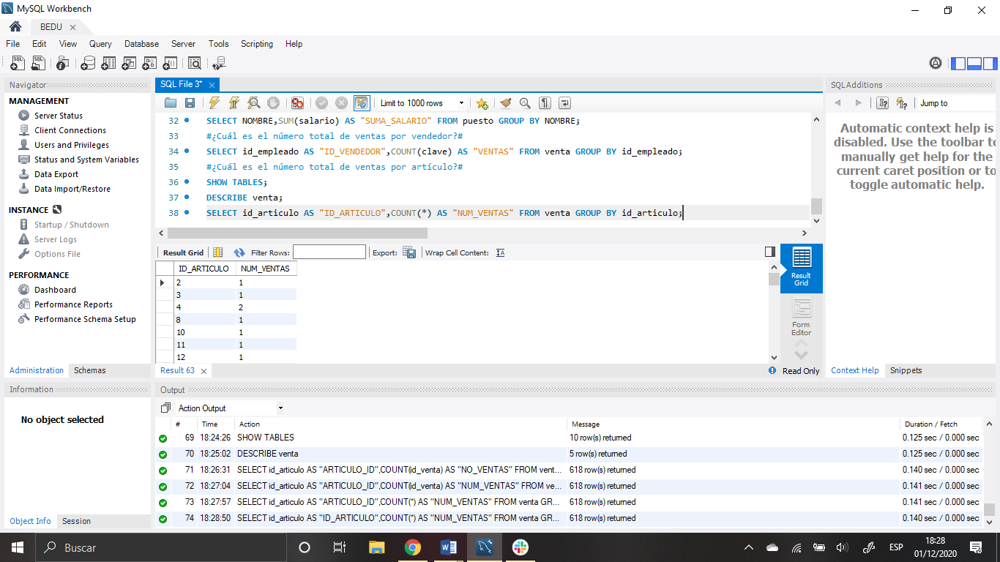 MySQL Workbench
BEDU
File Edit View Query Database Server Tools Scripting Help
Navigator
MANAGEMENT
Server Status
Client Connections
Users and Privileges
Status and System Variables
Data Export
Data Import/Restore
INSTANCE
Startup / Shutdown
Server Logs
Options File
PERFORMANCE
Dashboard
Performance Reports
Performance Schema Setup
Administration Schemas
Information
No object selected
Object Info Session
SQL File 3*
Limit to 1000 rows
32 SELECT NOMBRE,SUM(salario) AS "SUMA_SALARIO" FROM puesto GROUP BY NOMBRE;
33 #¿Cuál es el número total de ventas por vendedor?#
34 SELECT id_empleado AS "ID_VENDEDOR",COUNT(clave) AS "VENTAS" FROM venta GROUP BY id_empleado;
35 #¿Cuál es el número total de ventas por artículo?#
36 SHOW TABLES;
37 DESCRIBE venta;
38 SELECT id_articulo AS "ID_ARTICULO",COUNT(*) AS "NUM_VENTAS" FROM venta GROUP BY id_articulo;
Result Grid Filter Rows: Export: Wrap Cell Content:
ID_ARTICULO NUM_VENTAS
2 1
3 1
4 2
8 1
10 1
11 1
12 1
Result Grid
Form Editor
Result 63
Read Only
SQLAdditions
Jump to
Automatic context help is
disabled. Use the toolbar to
manually get help for the
current caret position or to
toggle automatic help.
Context Help Snippets
Output
Action Output
# Time Action Message Duration / Fetch
69 18:24:26 SHOW TABLES 10 row(s) returned 0.125 sec / 0.000 sec
70 18:25:02 DESCRIBE venta 5 row(s) returned 0.125 sec / 0.000 sec
71 18:26:31 SELECT id_articulo AS "ARTICULO_ID",COUNT(id_venta) AS "NO_VENTAS" FROM vent... 618 row(s) returned 0.140 sec / 0.000 sec
72 18:27:04 SELECT id_articulo AS "ARTICULO_ID",COUNT(id_venta) AS "NUM_VENTAS" FROM ve... 618 row(s) returned 0.141 sec / 0.000 sec
73 18:27:57 SELECT id_articulo AS "ARTICULO_ID",COUNT(*) AS "NUM_VENTAS" FROM venta GR... 618 row(s) returned 0.141 sec / 0.000 sec
74 18:28:50 SELECT id_articulo AS "ID_ARTICULO",COUNT(*) AS "NUM_VENTAS" FROM venta GR... 618 row(s) returned 0.140 sec / 0.000 sec
Buscar
ESP
18:28
01/12/2020